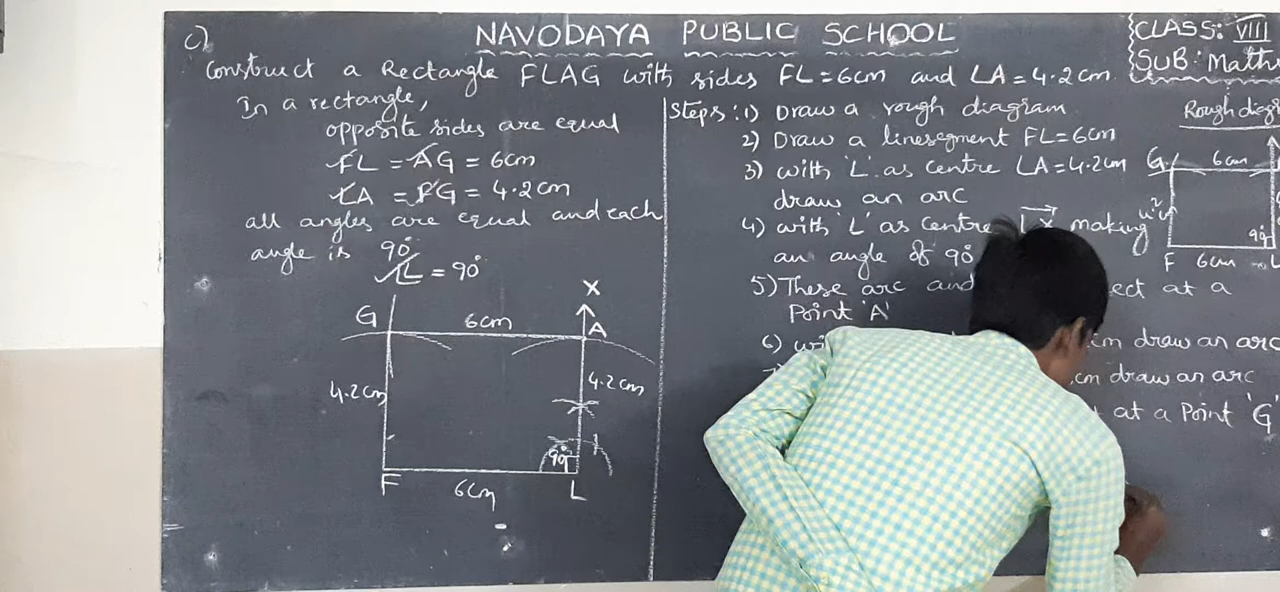 NAVODAYA PUBLIC SCHOOL
CLASS: VIII
SUB: Maths
c)
Construct a Rectangle FLAG with sides FL=6cm and LA=4.2cm.
In a rectangle,
opposite sides are equal
FL = AG = 6cm
LA = FG = 4.2cm
all angles are equal and each
angle is 90°
∠L = 90°
X
G
6cm
A
4.2cm
4.2cm
90°
F
6cm
L
Steps: 1) Draw a rough diagram
2) Draw a linesegment FL=6cm
3) with 'L' as centre LA=4.2cm
draw an arc
4) with 'L' as centre making
an angle of 90°
5) These arc and ect at a
Point 'A'
6) cm draw an arc
cm draw an arc
at a Point 'G'
Rough diag
G
6cm
90°
F
6cm
L